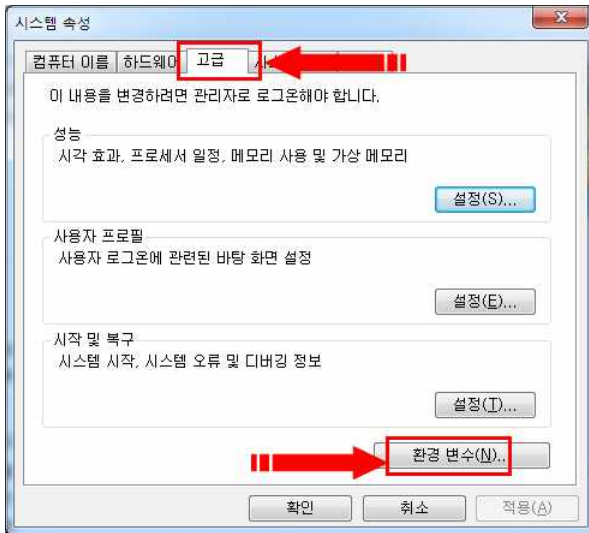 시스템 속성
컴퓨터 이름 하드웨어 고급
이 내용을 변경하려면 관리자로 로그온해야 합니다.
성능
시각 효과, 프로세서 일정, 메모리 사용 및 가상 메모리
설정(S)...
사용자 프로필
사용자 로그온에 관련된 바탕 화면 설정
설정(E)...
시작 및 복구
시스템 시작, 시스템 오류 및 디버깅 정보
설정(T)...
환경 변수(N)..
확인 취소 적용(A)